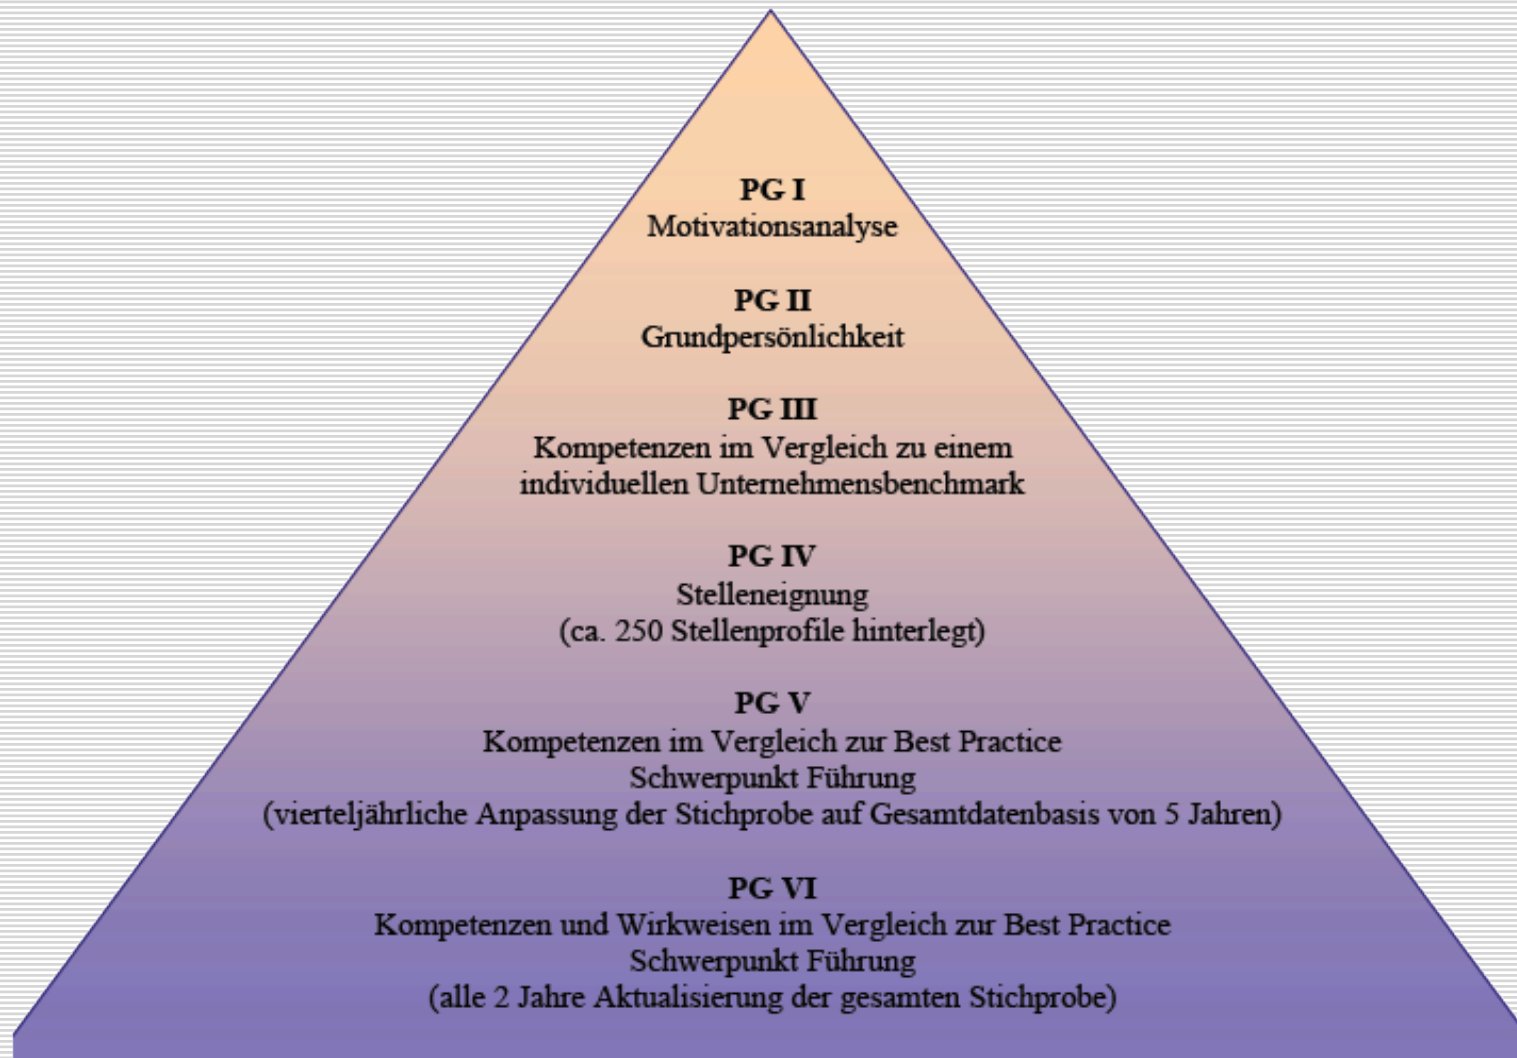 PG I
Motivationsanalyse
PG II
Grundpersönlichkeit
PG III
Kompetenzen im Vergleich zu einem
individuellen Unternehmensbenchmark
PG IV
Stelleneignung
(ca. 250 Stellenprofile hinterlegt)
PG V
Kompetenzen im Vergleich zur Best Practice
Schwerpunkt Führung
(vierteljährliche Anpassung der Stichprobe auf Gesamtdatenbasis von 5 Jahren)
PG VI
Kompetenzen und Wirkweisen im Vergleich zur Best Practice
Schwerpunkt Führung
(alle 2 Jahre Aktualisierung der gesamten Stichprobe)